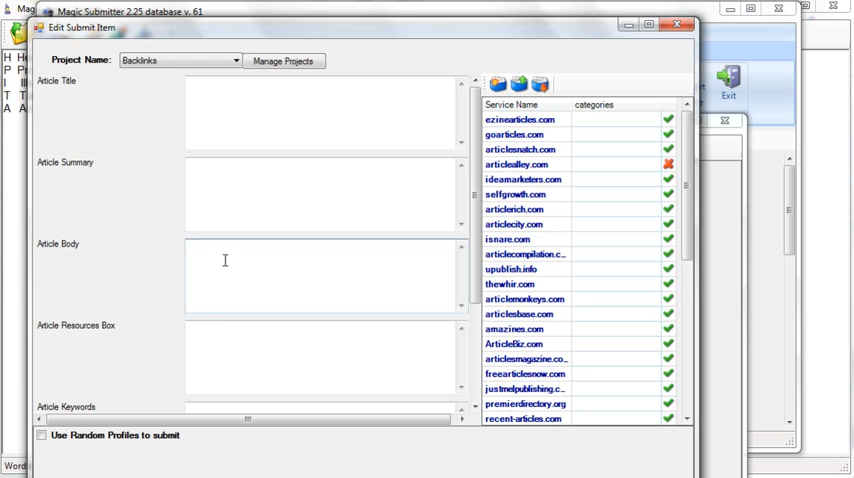 Magic Submitter 2.25 database v. 61
Edit Submit Item
Project Name:
Backlinks
Manage Projects
Article Title
Article Summary
Article Body
Article Resources Box
Article Keywords
Service Name categories
ezinearticles.com
goarticles.com
articlesnatch.com
articlealley.com
ideamarketers.com
selfgrowth.com
articlerich.com
articlecity.com
isnare.com
articlecompilation.c...
upublish.info
thewhir.com
articlemonkeys.com
articlesbase.com
amazines.com
ArticleBiz.com
articlesmagazine.co...
freearticlesnow.com
justmelpublishing.c...
premierdirectory.org
recent-articles.com
Use Random Profiles to submit
Exit